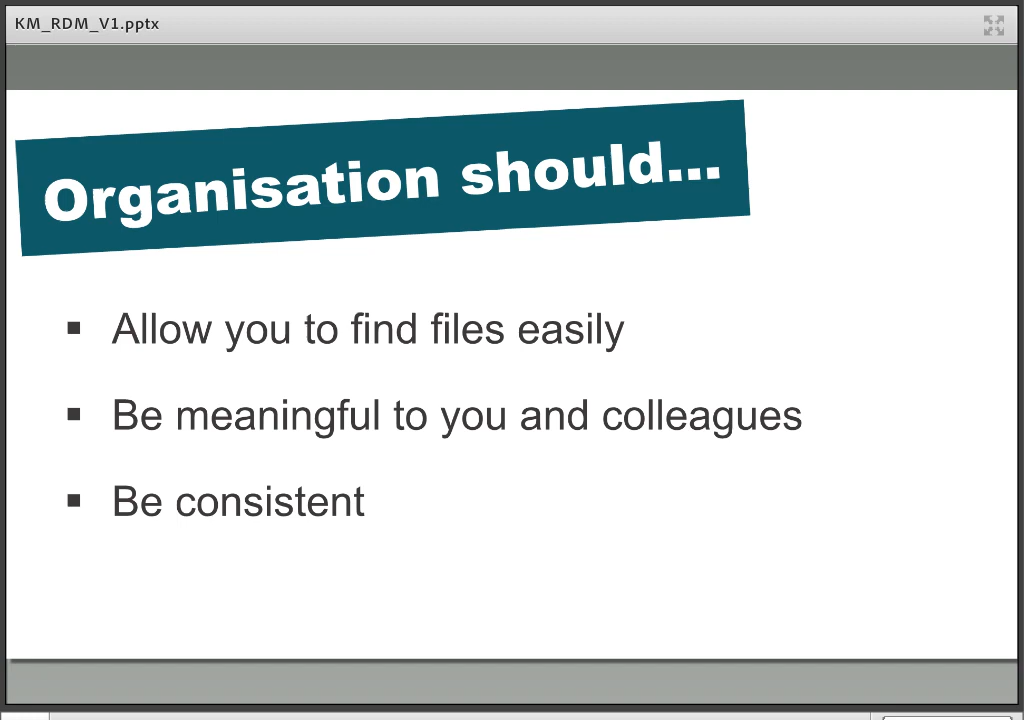 KM_RDM_V1.pptx
Organisation should...
▪ Allow you to find files easily
▪ Be meaningful to you and colleagues
▪ Be consistent